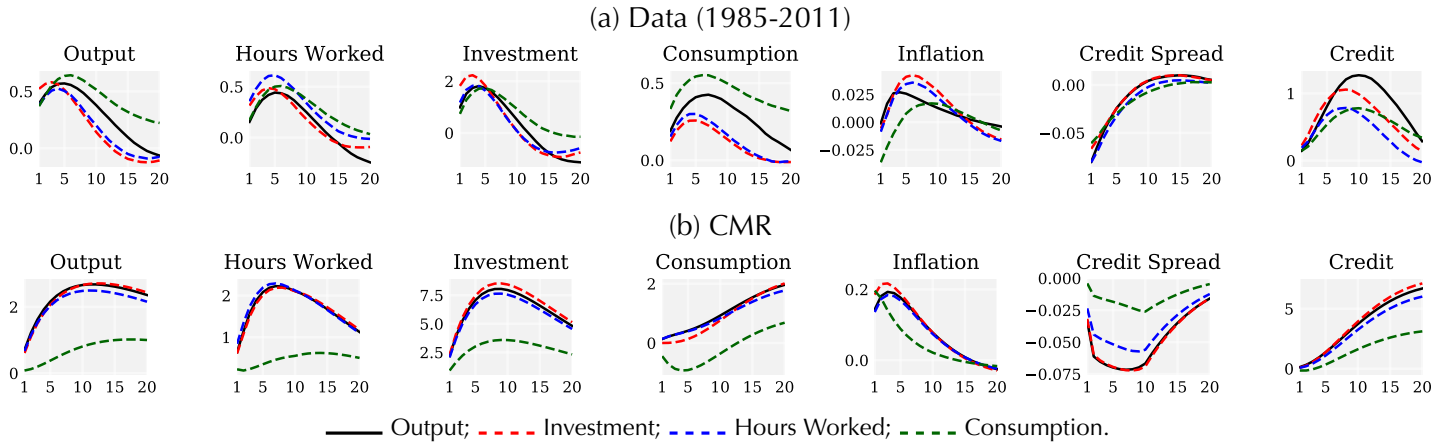 (a) Data (1985-2011)
Output Hours Worked Investment Consumption Inflation Credit Spread Credit
0.5 0.0
1 5 10 15 20
0.5 0.0
1 5 10 15 20
2 0
1 5 10 15 20
0.5 0.0
1 5 10 15 20
0.025 0.000 −0.025
1 5 10 15 20
0.00 −0.05
1 5 10 15 20
1 0
1 5 10 15 20
(b) CMR
Output Hours Worked Investment Consumption Inflation Credit Spread Credit
2 0
1 5 10 15 20
2 1
1 5 10 15 20
7.5 5.0 2.5
1 5 10 15 20
2 0
1 5 10 15 20
0.2 0.0
1 5 10 15 20
0.000 −0.025 −0.050 −0.075
1 5 10 15 20
5 0
1 5 10 15 20
Output; Investment; Hours Worked; Consumption.